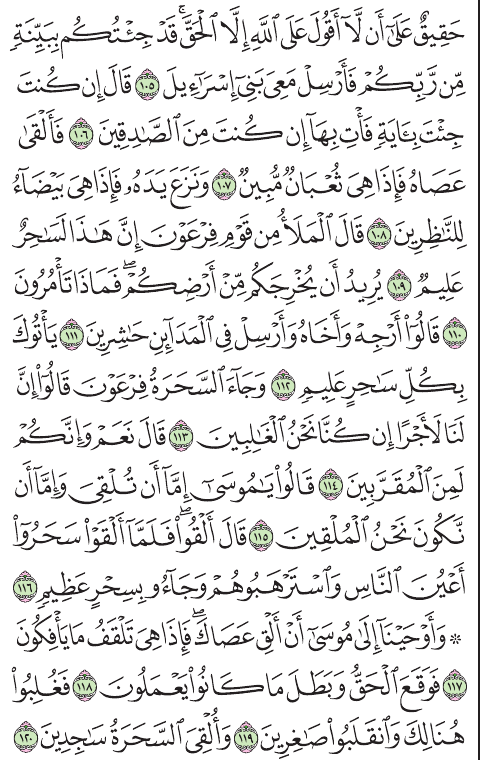 حَقِيقٌ عَلَىٰٓ أَن لَّآ أَقُولَ عَلَى ٱللَّهِ إِلَّا ٱلْحَقَّۚ قَدْ جِئْتُكُم بِبَيِّنَةٍ
مِّن رَّبِّكُمْ فَأَرْسِلْ مَعِىَ بَنِىٓ إِسْرَٰٓءِيلَ ١٠٥ قَالَ إِن كُنتَ
جِئْتَ بِـَٔايَةٍ فَأْتِ بِهَآ إِن كُنتَ مِنَ ٱلصَّـٰدِقِينَ ١٠٦ فَأَلْقَىٰ
عَصَاهُ فَإِذَا هِىَ ثُعْبَانٌ مُّبِينٌ ١٠٧ وَنَزَعَ يَدَهُۥ فَإِذَا هِىَ بَيْضَآءُ
لِلنَّـٰظِرِينَ ١٠٨ قَالَ ٱلْمَلَأُ مِن قَوْمِ فِرْعَوْنَ إِنَّ هَـٰذَا لَسَـٰحِرٌ
عَلِيمٌ ١٠٩ يُرِيدُ أَن يُخْرِجَكُم مِّنْ أَرْضِكُمْۖ فَمَاذَا تَأْمُرُونَ
١١٠ قَالُوٓا۟ أَرْجِهْ وَأَخَاهُ وَأَرْسِلْ فِى ٱلْمَدَآئِنِ حَـٰشِرِينَ ١١١ يَأْتُوكَ
بِكُلِّ سَـٰحِرٍ عَلِيمٍ ١١٢ وَجَآءَ ٱلسَّحَرَةُ فِرْعَوْنَ قَالُوٓا۟ إِنَّ
لَنَا لَأَجْرًا إِن كُنَّا نَحْنُ ٱلْغَـٰلِبِينَ ١١٣ قَالَ نَعَمْ وَإِنَّكُمْ
لَمِنَ ٱلْمُقَرَّبِينَ ١١٤ قَالُوا۟ يَـٰمُوسَىٰٓ إِمَّآ أَن تُلْقِىَ وَإِمَّآ أَن
نَّكُونَ نَحْنُ ٱلْمُلْقِينَ ١١٥ قَالَ أَلْقُوا۟ۖ فَلَمَّآ أَلْقَوْا۟ سَحَرُوٓا۟
أَعْيُنَ ٱلنَّاسِ وَٱسْتَرْهَبُوهُمْ وَجَآءُو بِسِحْرٍ عَظِيمٍ ١١٦
۞ وَأَوْحَيْنَآ إِلَىٰ مُوسَىٰٓ أَنْ أَلْقِ عَصَاكَۖ فَإِذَا هِىَ تَلْقَفُ مَا يَأْفِكُونَ
١١٧ فَوَقَعَ ٱلْحَقُّ وَبَطَلَ مَا كَانُوا۟ يَعْمَلُونَ ١١٨ فَغُلِبُوا۟
هُنَالِكَ وَٱنقَلَبُوا۟ صَـٰغِرِينَ ١١٩ وَأُلْقِىَ ٱلسَّحَرَةُ سَـٰجِدِينَ ١٢٠